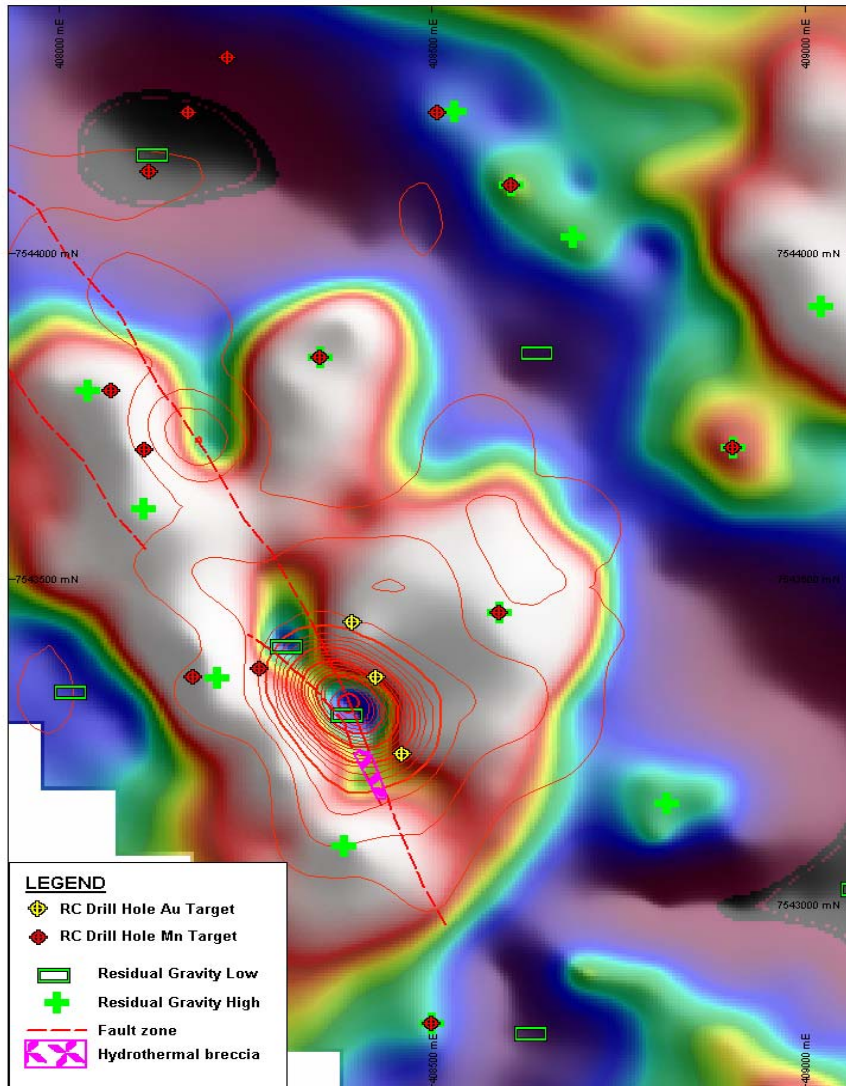 408000 mE
408500 mE
409000 mE
7544000 mN
7544000 mN
7543500 mN
7543500 mN
LEGEND
RC Drill Hole Au Target
RC Drill Hole Mn Target
Residual Gravity Low
Residual Gravity High
Fault zone
Hydrothermal breccia
7543000 mN
408500 mE
409000 mE